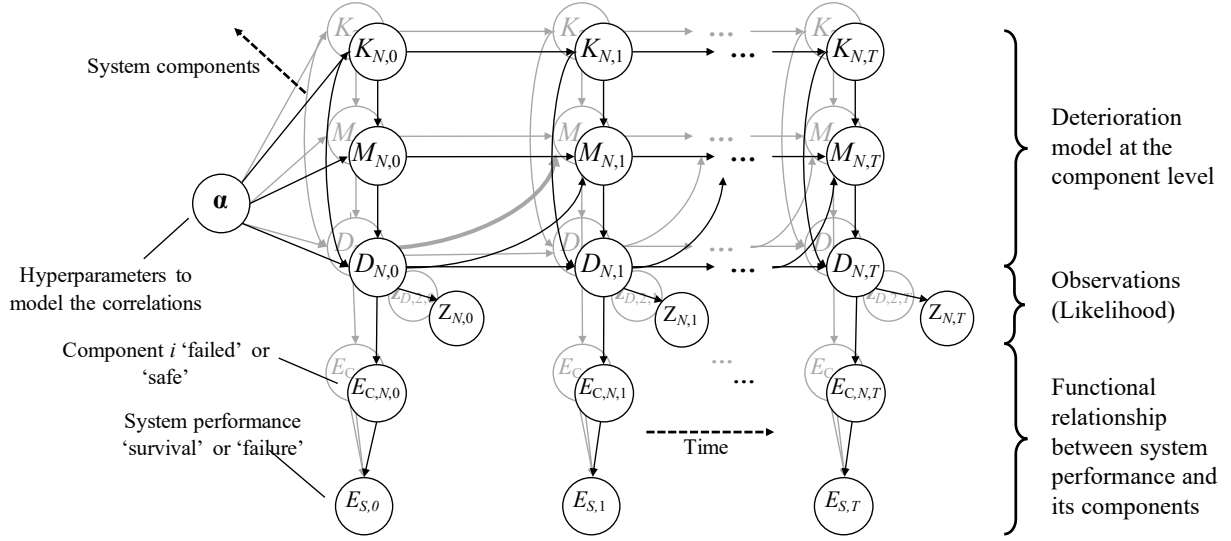 K
K
K
K_{N,0}
K_{N,1}
...
...
K_{N,T}
System components
M
M
M
M_{N,0}
M_{N,1}
...
...
M_{N,T}
Deterioration
model at the
component level
α
D
D
D
D_{N,0}
D_{N,1}
...
...
D_{N,T}
Hyperparameters to
model the correlations
Z_{N,0}
Z_{N,1}
Z_{N,T}
Observations
(Likelihood)
Component i ‘failed’ or
‘safe’
E_C
E_C
E_C
E_{C,N,0}
E_{C,N,1}
...
...
E_{C,N,T}
System performance
‘survival’ or ‘failure’
Time
Functional
relationship
between system
performance and
its components
E_{S,0}
E_{S,1}
E_{S,T}